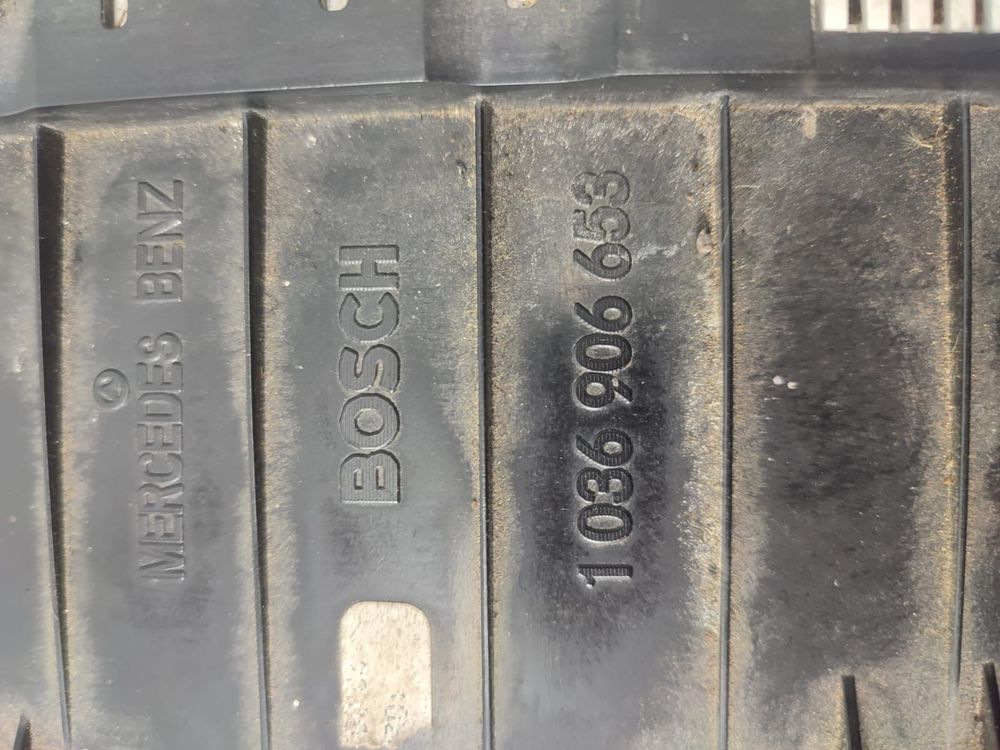 MERCEDES BENZ
BOSCH
1 036 906 653